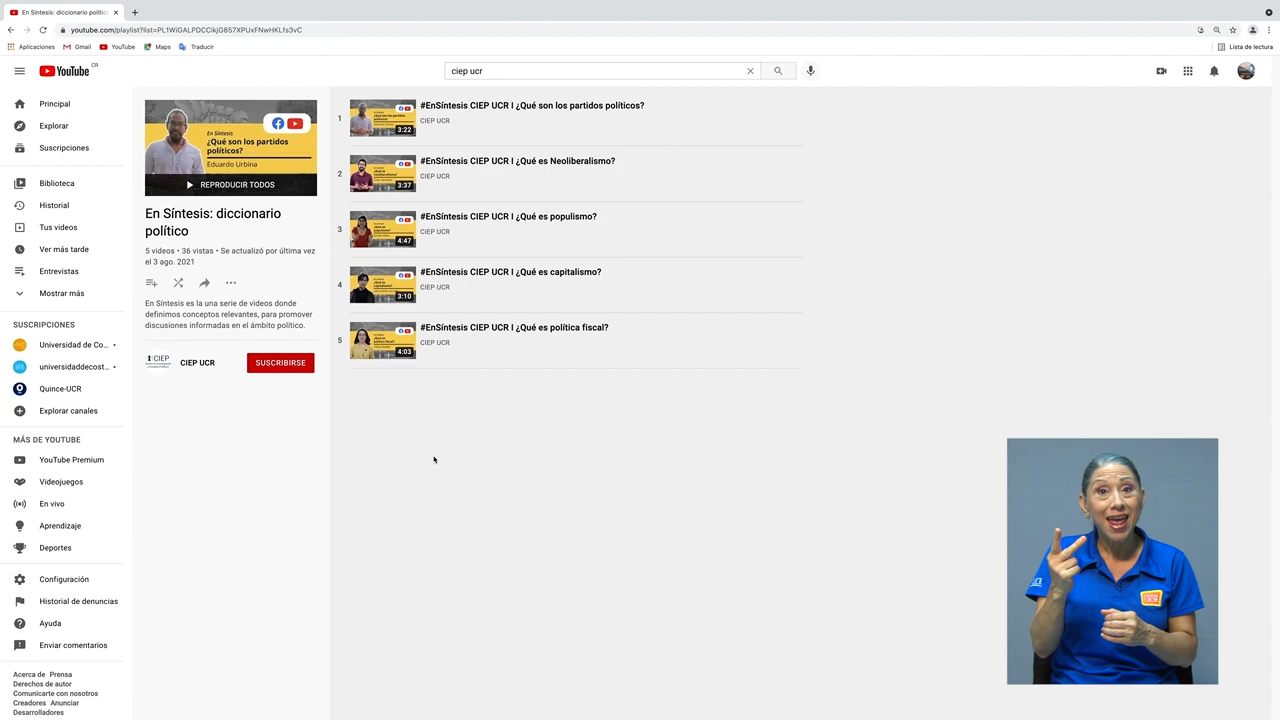 En Síntesis: diccionario político
youtube.com/playlist?list=PL1WiGALPDCCikjG857XPUxFNwHKLfs3vC
Aplicaciones
Gmail
YouTube
Maps
Traducir
Lista de lectura
YouTube
CR
ciep ucr
Principal
Explorar
Suscripciones
Biblioteca
Historial
Tus videos
Ver más tarde
Entrevistas
Mostrar más
SUSCRIPCIONES
Universidad de Co...
universidaddecost...
Quince-UCR
Explorar canales
MÁS DE YOUTUBE
YouTube Premium
Videojuegos
En vivo
Aprendizaje
Deportes
Configuración
Historial de denuncias
Ayuda
Enviar comentarios
Acerca de Prensa
Derechos de autor
Comunicarte con nosotros
Creadores Anunciar
Desarrolladores
En Síntesis
¿Qué son los partidos
políticos?
Eduardo Urbina
REPRODUCIR TODOS
En Síntesis: diccionario
político
5 videos • 36 vistas • Se actualizó por última vez
el 3 ago. 2021
En Síntesis es la una serie de videos donde
definimos conceptos relevantes, para promover
discusiones informadas en el ámbito político.
CIEP
CIEP UCR
SUSCRIBIRSE
1
3:22
#EnSíntesis CIEP UCR I ¿Qué son los partidos políticos?
CIEP UCR
2
3:37
#EnSíntesis CIEP UCR I ¿Qué es Neoliberalismo?
CIEP UCR
3
4:47
#EnSíntesis CIEP UCR I ¿Qué es populismo?
CIEP UCR
4
3:10
#EnSíntesis CIEP UCR I ¿Qué es capitalismo?
CIEP UCR
5
4:03
#EnSíntesis CIEP UCR I ¿Qué es política fiscal?
CIEP UCR
UCR